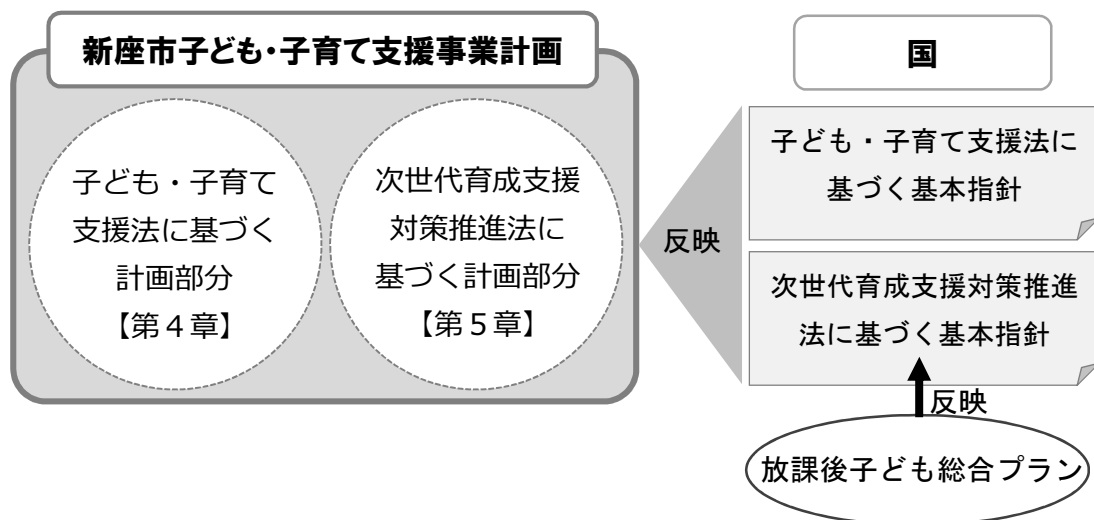 新座市子ども・子育て支援事業計画
子ども・子育て
支援法に基づく
計画部分
【第４章】
次世代育成支援
対策推進法に
基づく計画部分
【第５章】
反映
国
子ども・子育て支援法に
基づく基本指針
次世代育成支援対策推進
法に基づく基本指針
反映
放課後子ども総合プラン